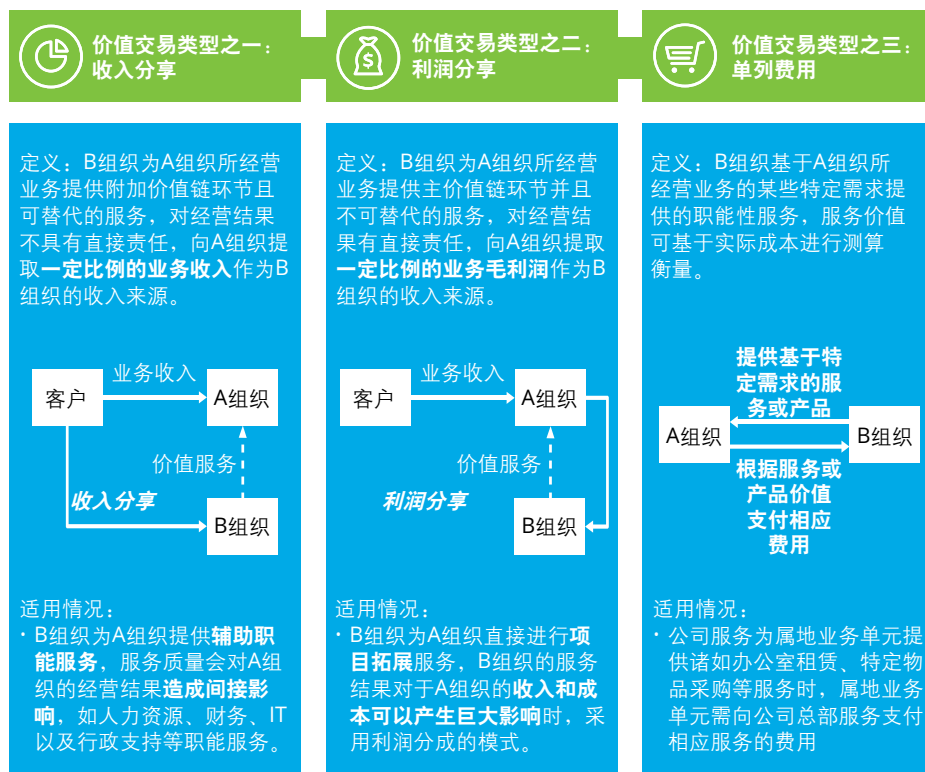 价值交易类型之一：
收入分享
定义：B组织为A组织所经营
业务提供附加价值链环节且
可替代的服务，对经营结果
不具有直接责任，向A组织提
取一定比例的业务收入作为B
组织的收入来源。
业务收入
客户
A组织
价值服务
收入分享
B组织
适用情况：
· B组织为A组织提供辅助职
能服务，服务质量会对A组
织的经营结果造成间接影
响，如人力资源、财务、IT
以及行政支持等职能服务。
价值交易类型之二：
利润分享
定义：B组织为A组织所经营
业务提供主价值链环节并且
不可替代的服务，对经营结
果有直接责任，向A组织提取
一定比例的业务毛利润作为B
组织的收入来源。
业务收入
客户
A组织
价值服务
利润分享
B组织
适用情况：
· B组织为A组织直接进行项
目拓展服务，B组织的服务
结果对于A组织的收入和成
本可以产生巨大影响时，采
用利润分成的模式。
价值交易类型之三：
单列费用
定义：B组织基于A组织所
经营业务的某些特定需求提
供的职能性服务，服务价值
可基于实际成本进行测算
衡量。
提供基于特
定需求的服
务或产品
A组织
B组织
根据服务或
产品价值
支付相应
费用
适用情况：
· 公司服务为属地业务单元提
供诸如办公室租赁、特定物
品采购等服务时，属地业务
单元需向公司总部服务支付
相应服务的费用